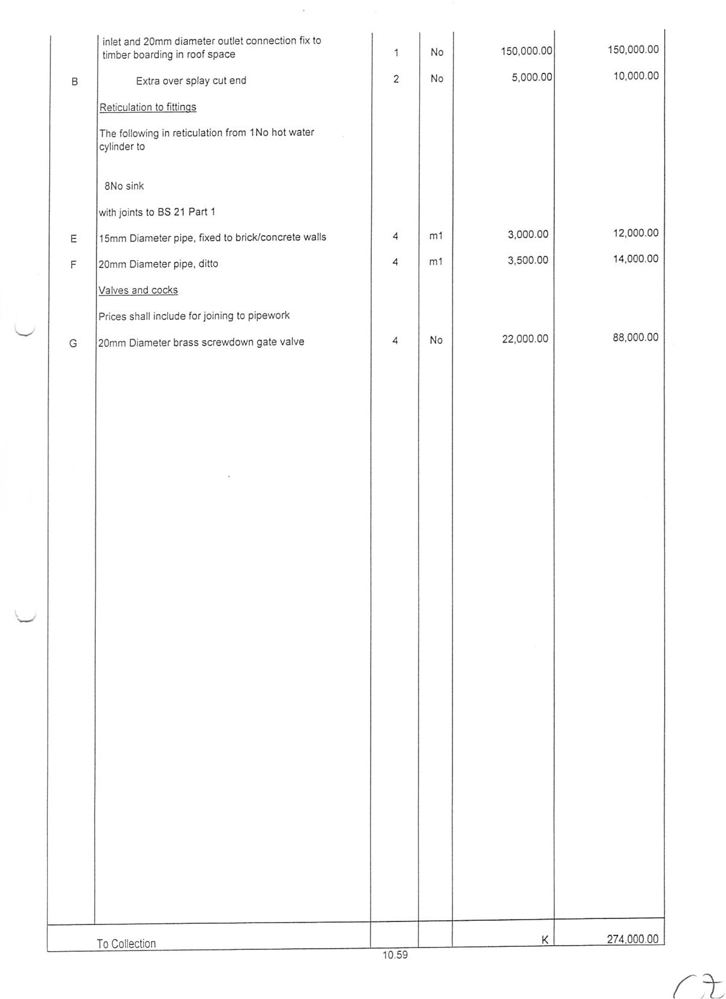 inlet and 20mm diameter outlet connection fix to
timber boarding in roof space 1 No 150,000.00 150,000.00
B Extra over splay cut end 2 No 5,000.00 10,000.00
Reticulation to fittings
The following in reticulation from 1No hot water
cylinder to
8No sink
with joints to BS 21 Part 1
E 15mm Diameter pipe, fixed to brick/concrete walls 4 m1 3,000.00 12,000.00
F 20mm Diameter pipe, ditto 4 m1 3,500.00 14,000.00
Valves and cocks
Prices shall include for joining to pipework
G 20mm Diameter brass screwdown gate valve 4 No 22,000.00 88,000.00
To Collection K 274,000.00
10.59